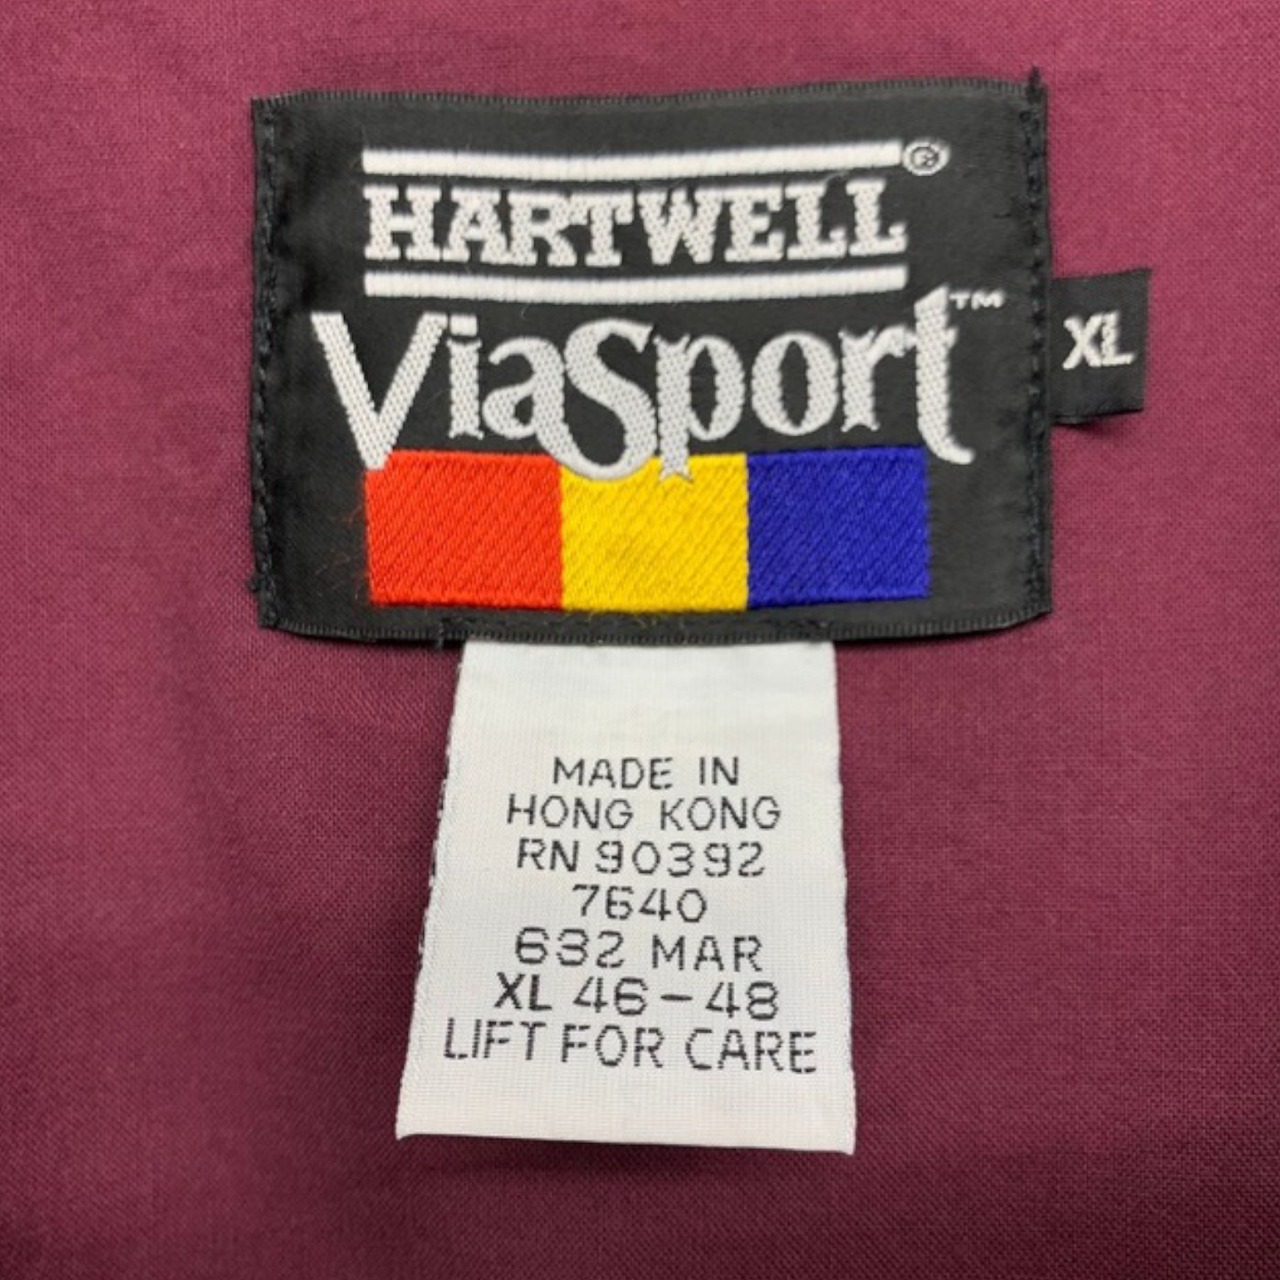 HARTWELL®
ViaSport™
XL
MADE IN
HONG KONG
RN 90392
7640
632 MAR
XL 46-48
LIFT FOR CARE